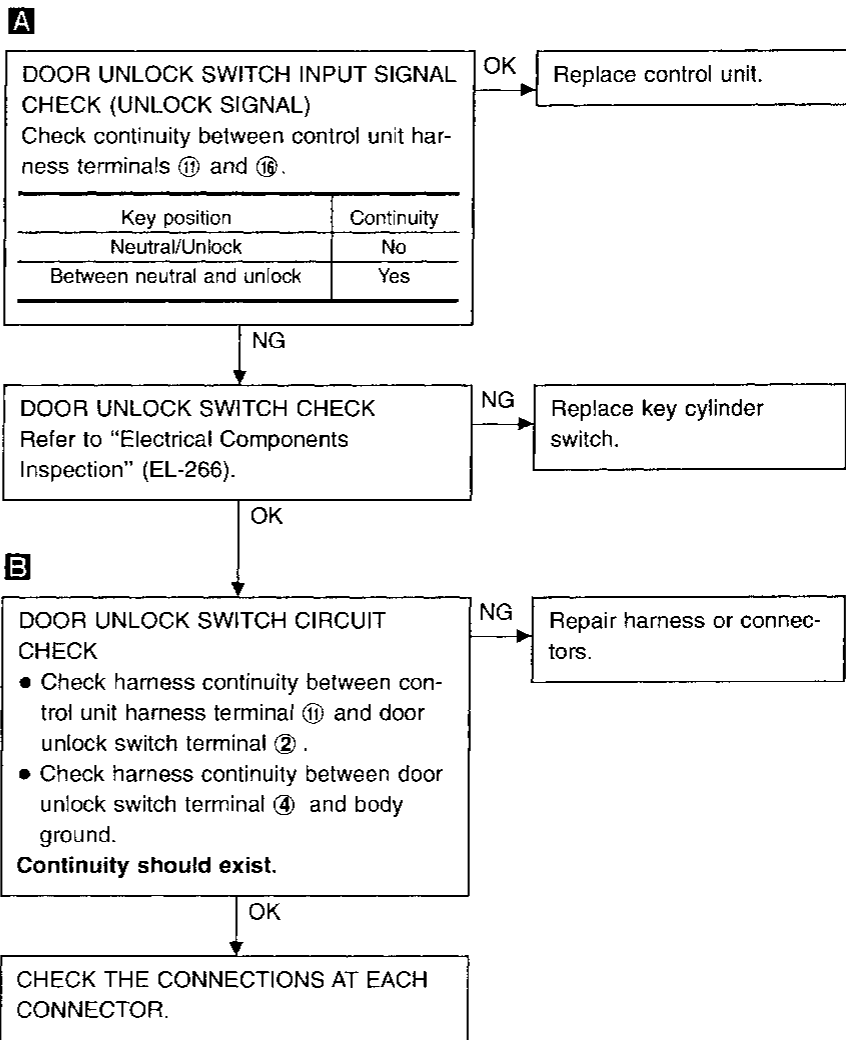 A
DOOR UNLOCK SWITCH INPUT SIGNAL
CHECK (UNLOCK SIGNAL)
Check continuity between control unit har-
ness terminals ⑪ and ⑯.
Key position Continuity
Neutral/Unlock No
Between neutral and unlock Yes
OK
Replace control unit.
NG
DOOR UNLOCK SWITCH CHECK
Refer to “Electrical Components
Inspection” (EL-266).
NG
Replace key cylinder
switch.
OK
B
DOOR UNLOCK SWITCH CIRCUIT
CHECK
● Check harness continuity between con-
trol unit harness terminal ⑪ and door
unlock switch terminal ②.
● Check harness continuity between door
unlock switch terminal ④ and body
ground.
Continuity should exist.
NG
Repair harness or connec-
tors.
OK
CHECK THE CONNECTIONS AT EACH
CONNECTOR.